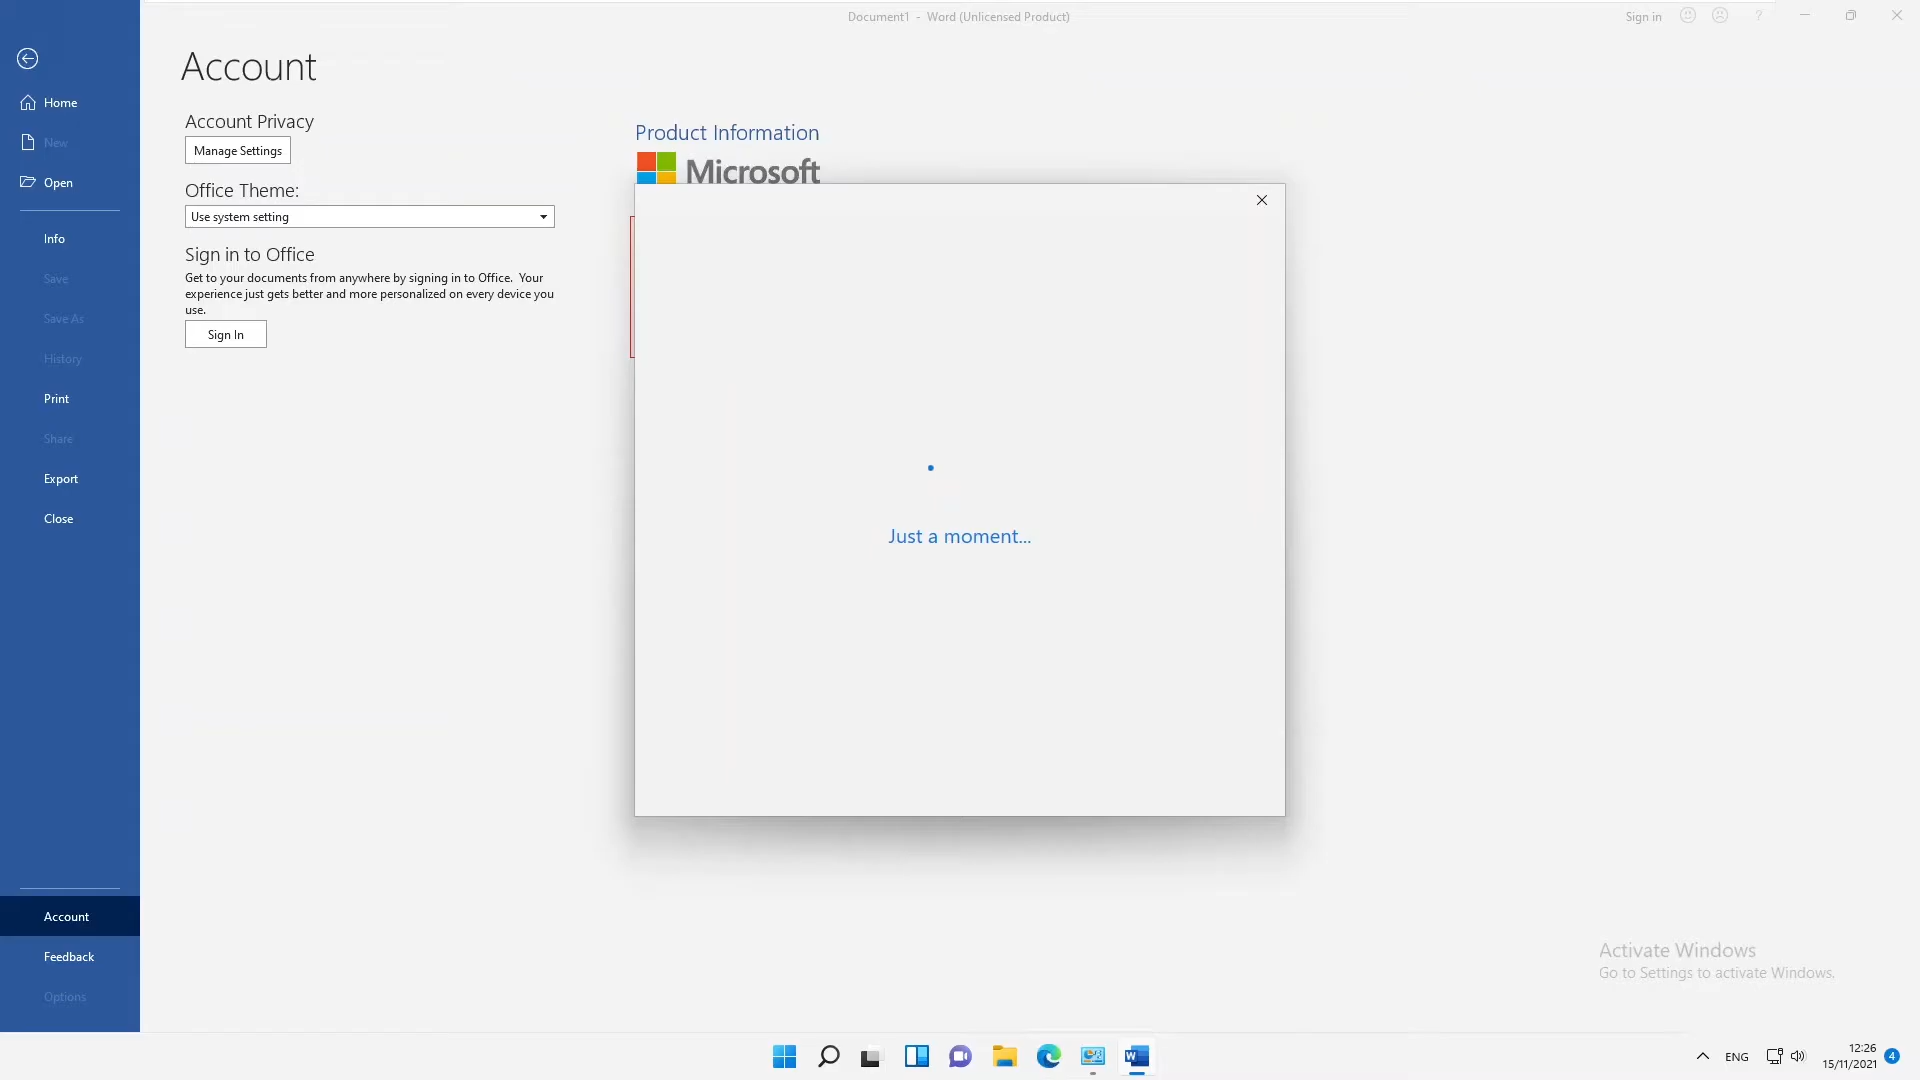 Document1 - Word (Unlicensed Product)
Sign in
?
Account
Home
New
Open
Info
Save
Save As
History
Print
Share
Export
Close
Account
Feedback
Options
Account Privacy
Manage Settings
Office Theme:
Use system setting
Sign in to Office
Get to your documents from anywhere by signing in to Office. Your
experience just gets better and more personalized on every device you
use.
Sign In
Product Information
Microsoft
Just a moment...
Activate Windows
Go to Settings to activate Windows.
ENG
12:26
15/11/2021
4